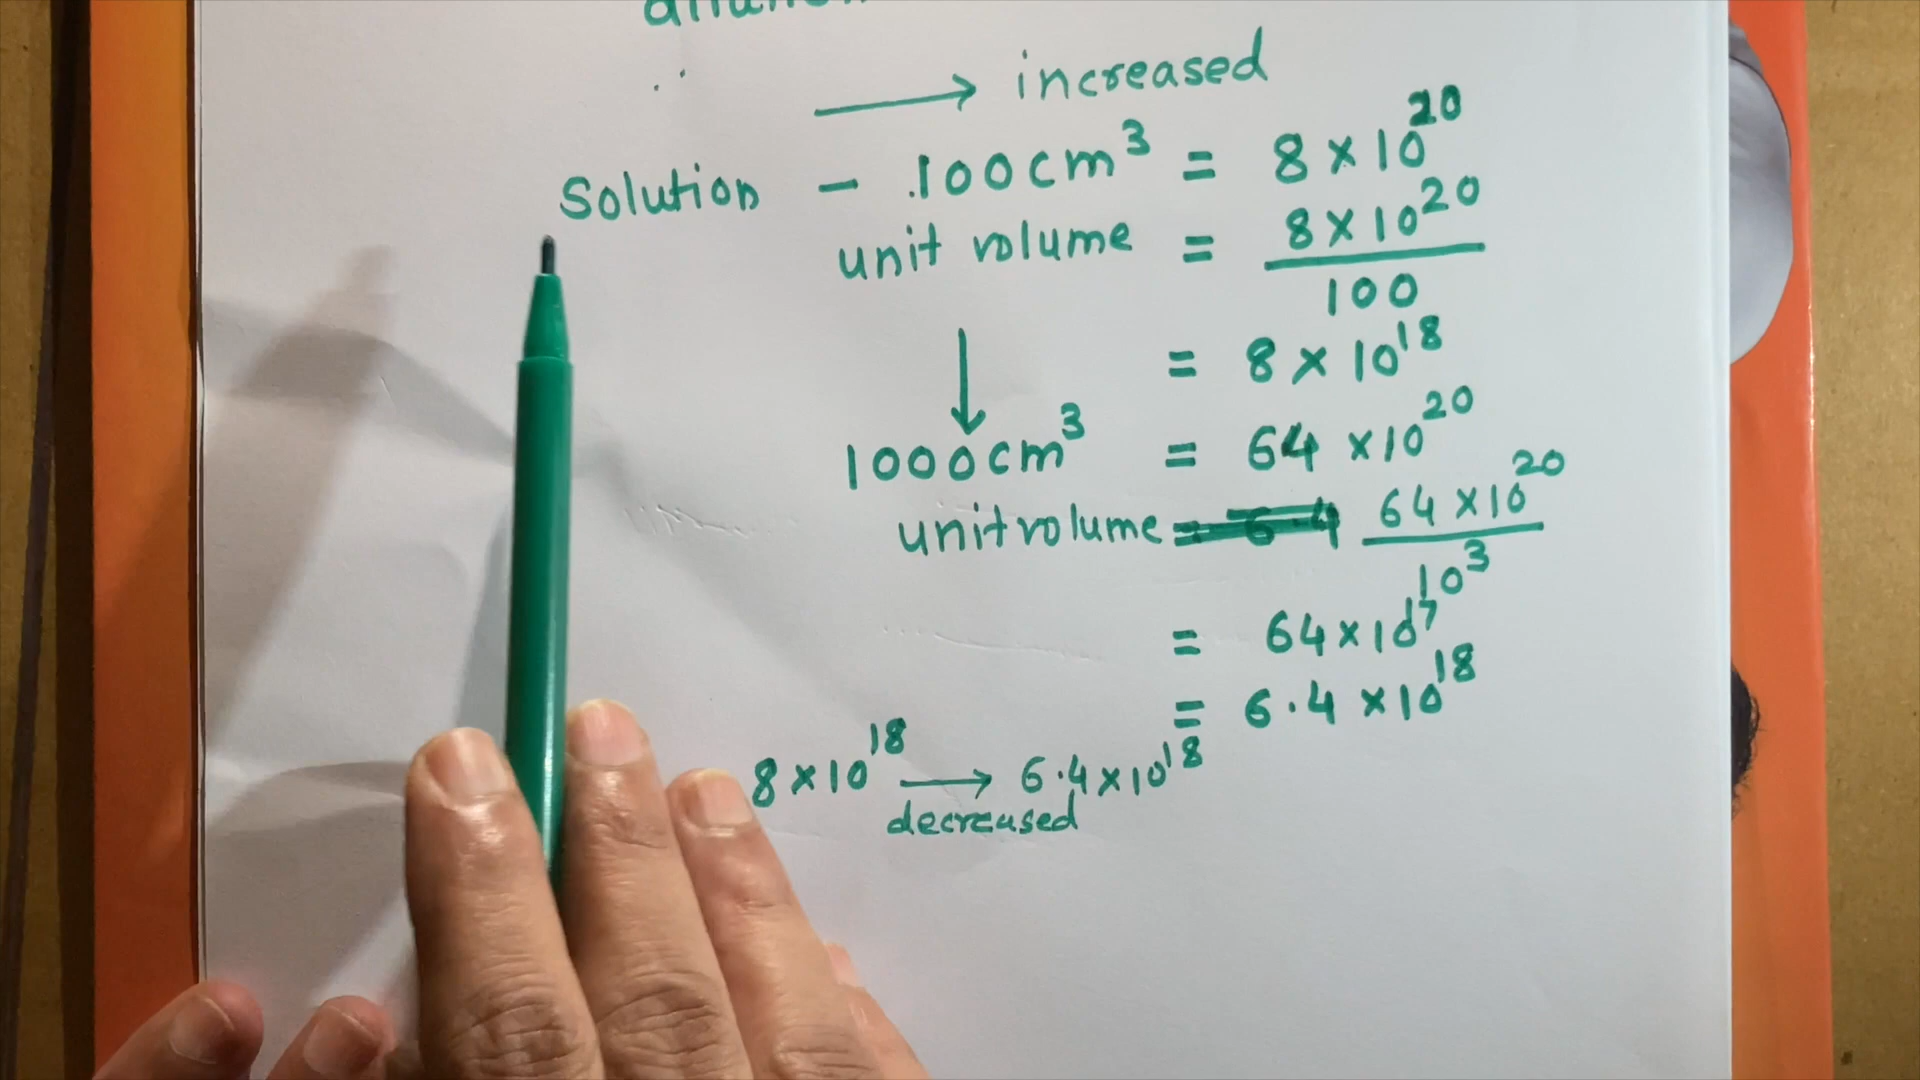 → increased
Solution - .100cm³ = 8 × 10²⁰
unit volume = 8 × 10²⁰ / 100
= 8 × 10¹⁸
↓
1000cm³ = 64 × 10²⁰
unit volume = 6.4 64 × 10²⁰ / 10³
= 64 × 10¹⁷
= 6.4 × 10¹⁸
8 × 10¹⁸ → 6.4 × 10¹⁸
decreased